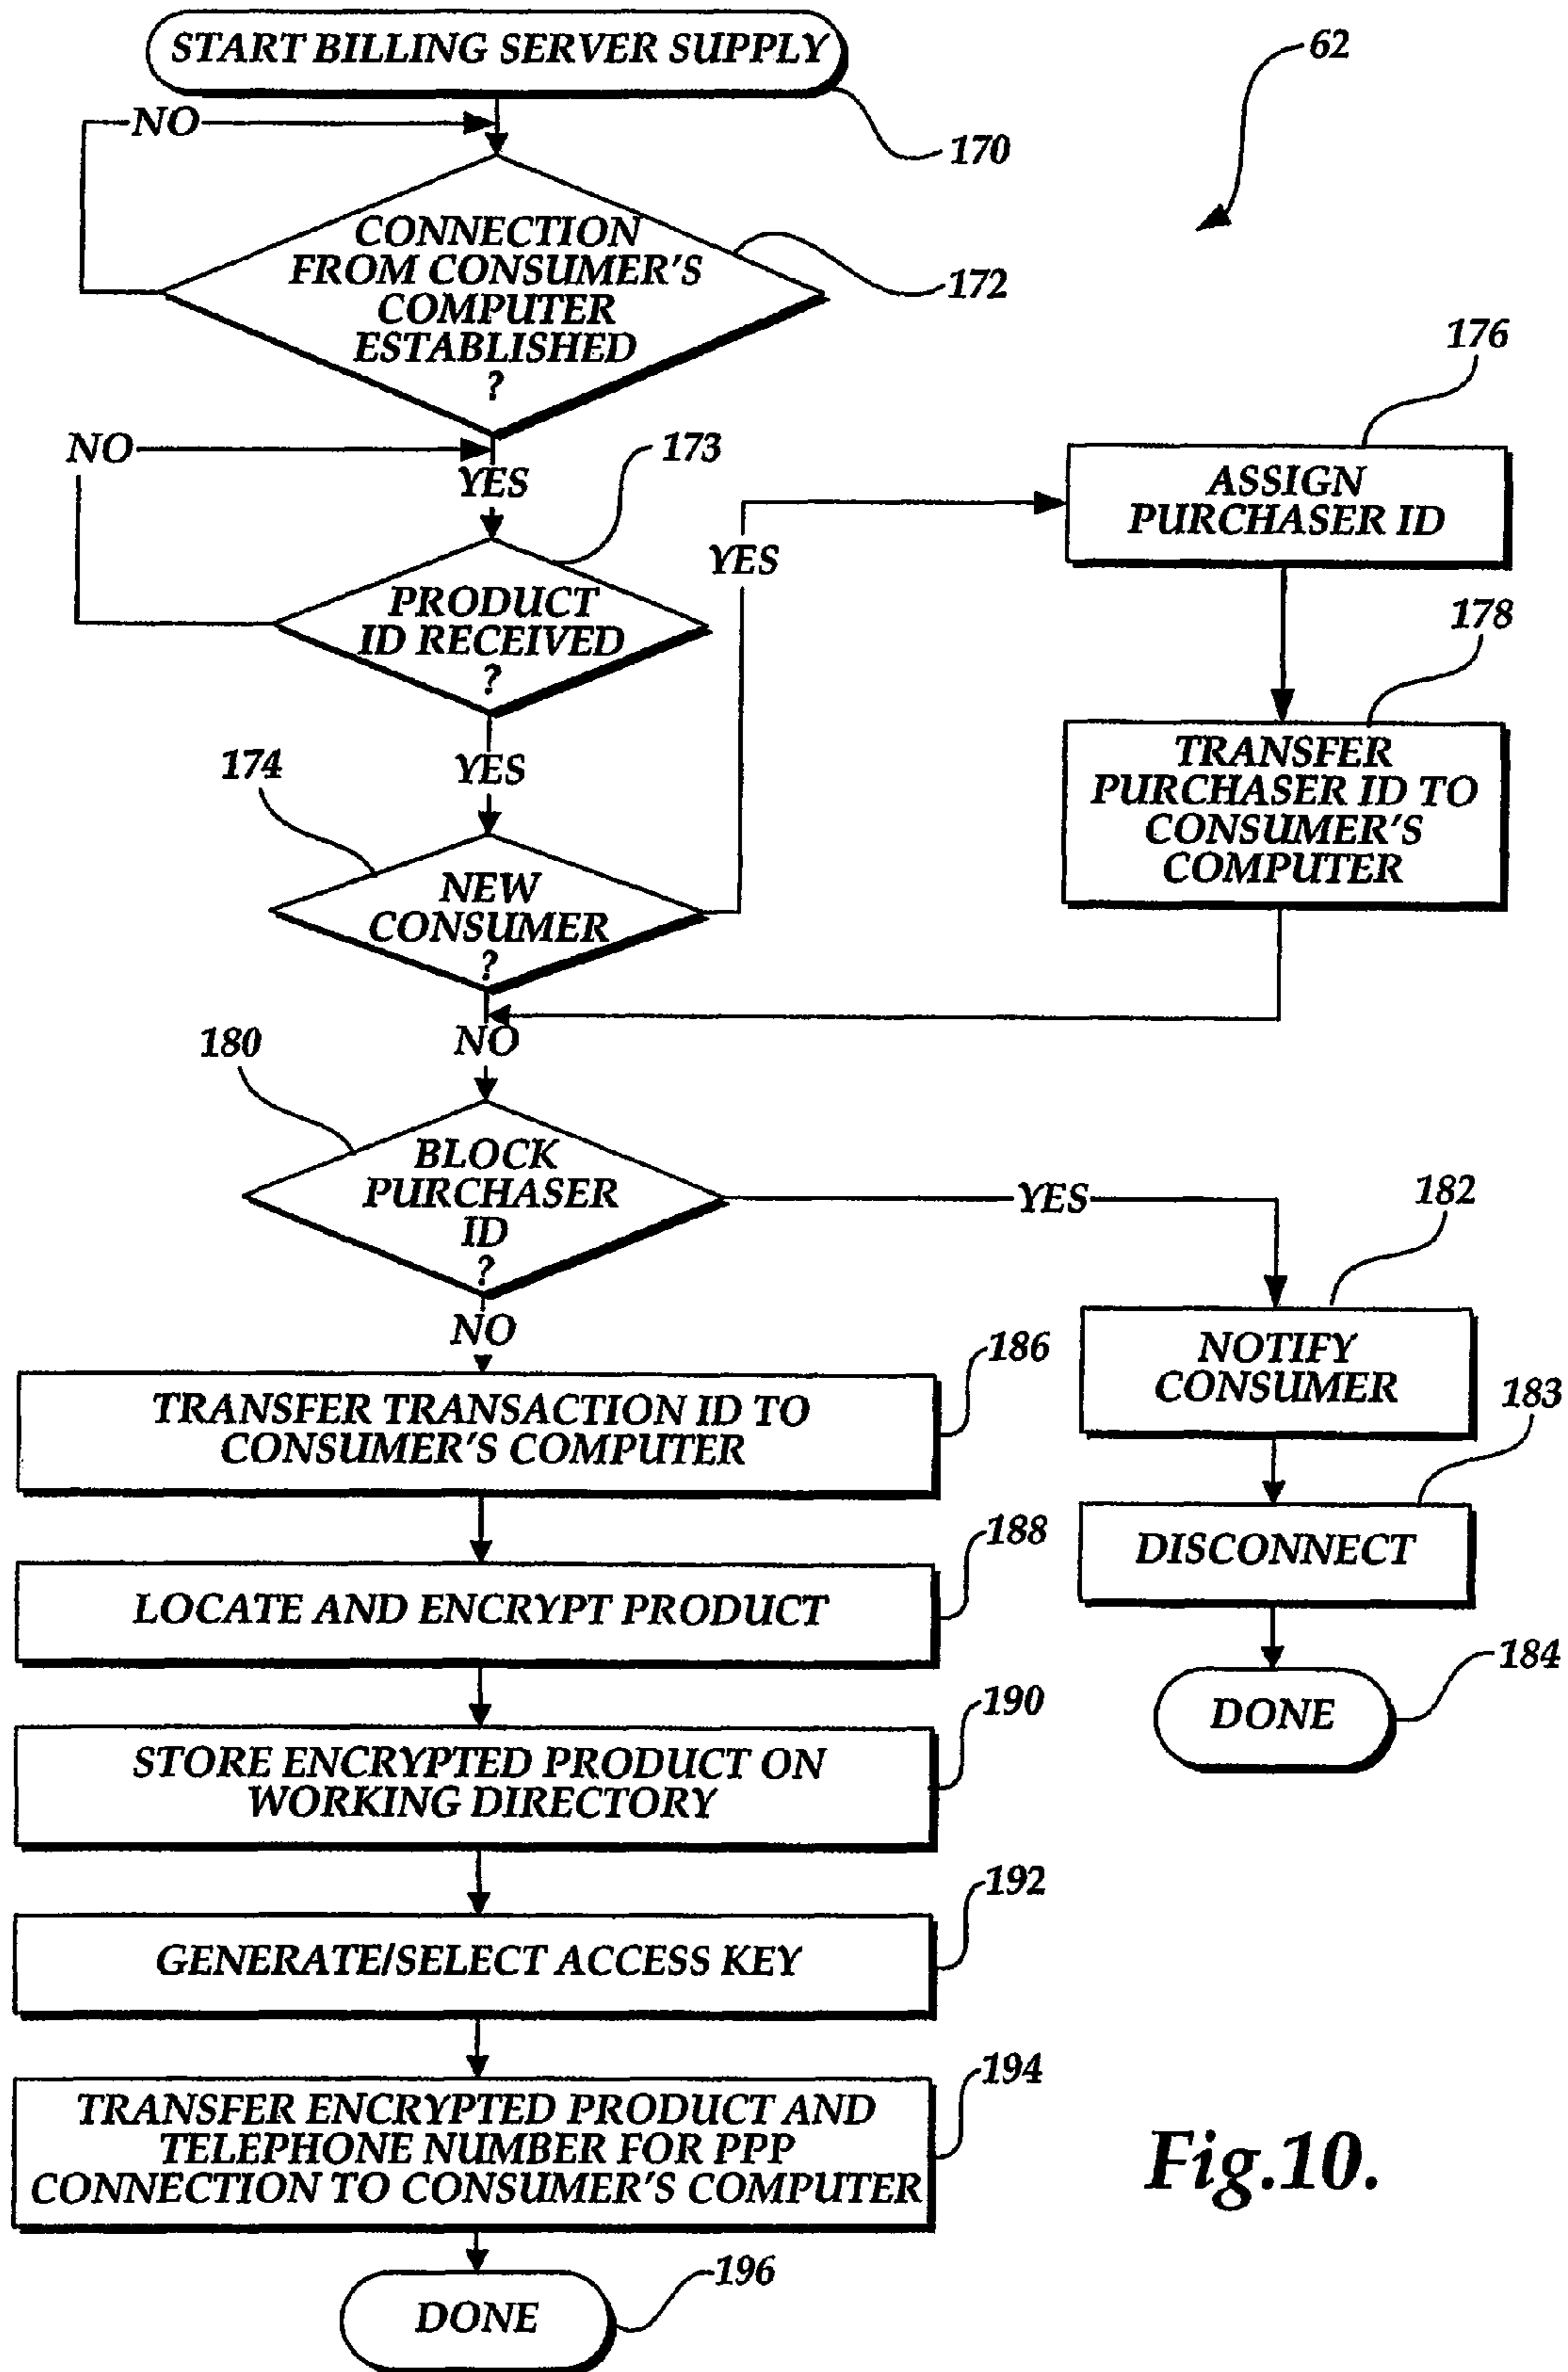 START BILLING SERVER SUPPLY
62
NO
170
CONNECTION
FROM CONSUMER'S
COMPUTER
ESTABLISHED
?
172
176
NO
173
YES
ASSIGN
PURCHASER ID
YES
PRODUCT
ID RECEIVED
?
178
174
YES
TRANSFER
PURCHASER ID TO
CONSUMER'S
COMPUTER
NEW
CONSUMER
?
NO
180
BLOCK
PURCHASER
ID
?
YES
182
NO
186
NOTIFY
CONSUMER
183
TRANSFER TRANSACTION ID TO
CONSUMER'S COMPUTER
188
DISCONNECT
LOCATE AND ENCRYPT PRODUCT
184
190
DONE
STORE ENCRYPTED PRODUCT ON
WORKING DIRECTORY
192
GENERATE/SELECT ACCESS KEY
194
TRANSFER ENCRYPTED PRODUCT AND
TELEPHONE NUMBER FOR PPP
CONNECTION TO CONSUMER'S COMPUTER
Fig.10.
196
DONE